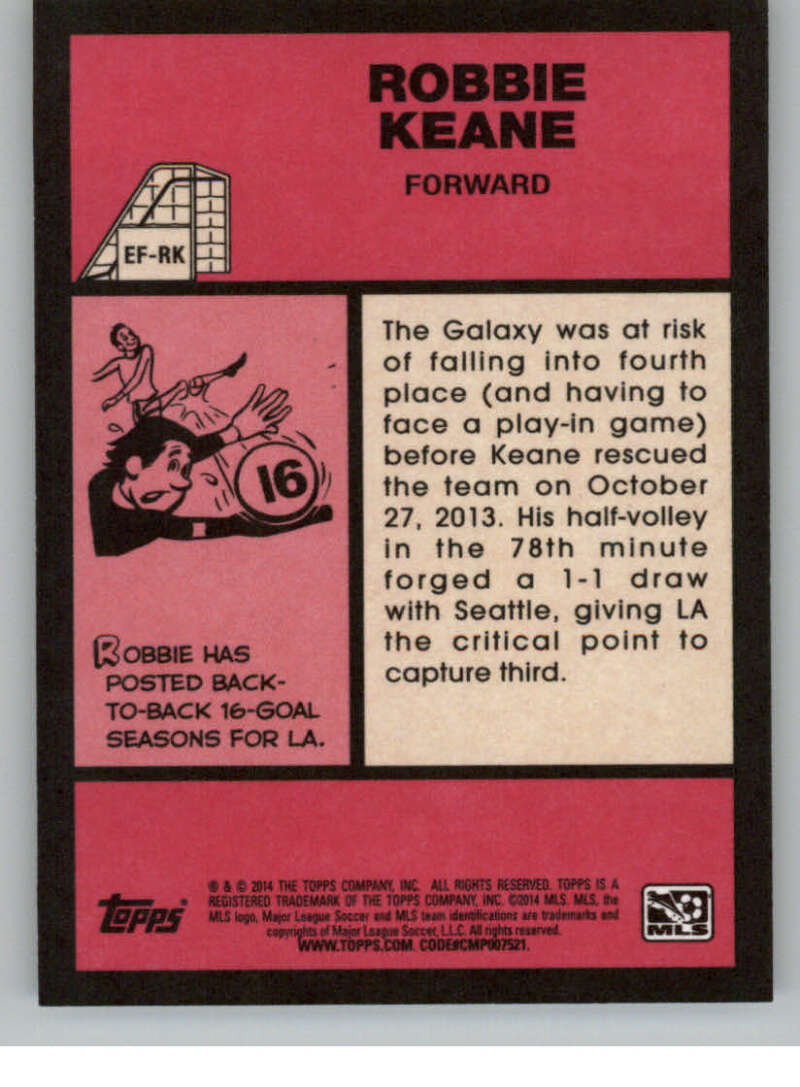 ROBBIE
KEANE
FORWARD
EF-RK
16
ROBBIE HAS
POSTED BACK-
TO-BACK 16-GOAL
SEASONS FOR LA.
The Galaxy was at risk
of falling into fourth
place (and having to
face a play-in game)
before Keane rescued
the team on October
27, 2013. His half-volley
in the 78th minute
forged a 1-1 draw
with Seattle, giving LA
the critical point to
capture third.
topps
® & © 2014 THE TOPPS COMPANY, INC. ALL RIGHTS RESERVED. TOPPS IS A
REGISTERED TRADEMARK OF THE TOPPS COMPANY, INC. ©2014 MLS. MLS, the
MLS logo, Major League Soccer and MLS team identifications are trademarks and
copyrights of Major League Soccer, L.L.C. All rights reserved.
WWW.TOPPS.COM. CODE#CMP007521.
MLS